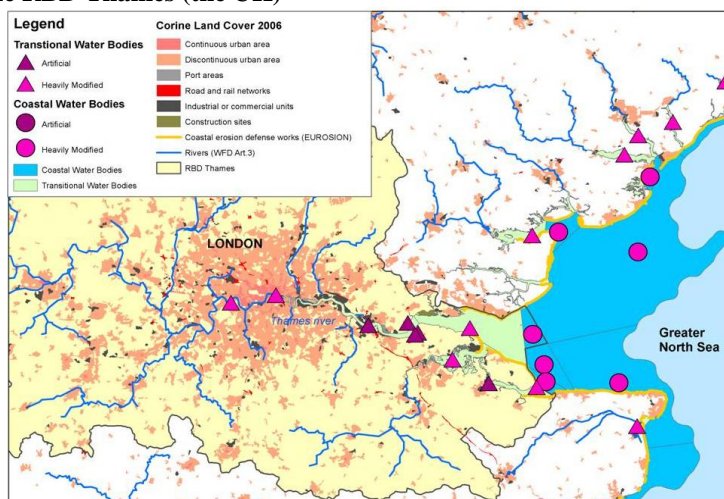 the RBD Thames (the UK)
Legend
Transitional Water Bodies
Artificial
Heavily Modified
Coastal Water Bodies
Artificial
Heavily Modified
Coastal Water Bodies
Transitional Water Bodies
Corine Land Cover 2006
Continuous urban area
Discontinuous urban area
Port areas
Road and rail networks
Industrial or commercial units
Construction sites
Coastal erosion defense works (EUROSION)
Rivers (WFD Art.3)
RBD Thames
LONDON
Thames river
Greater
North Sea